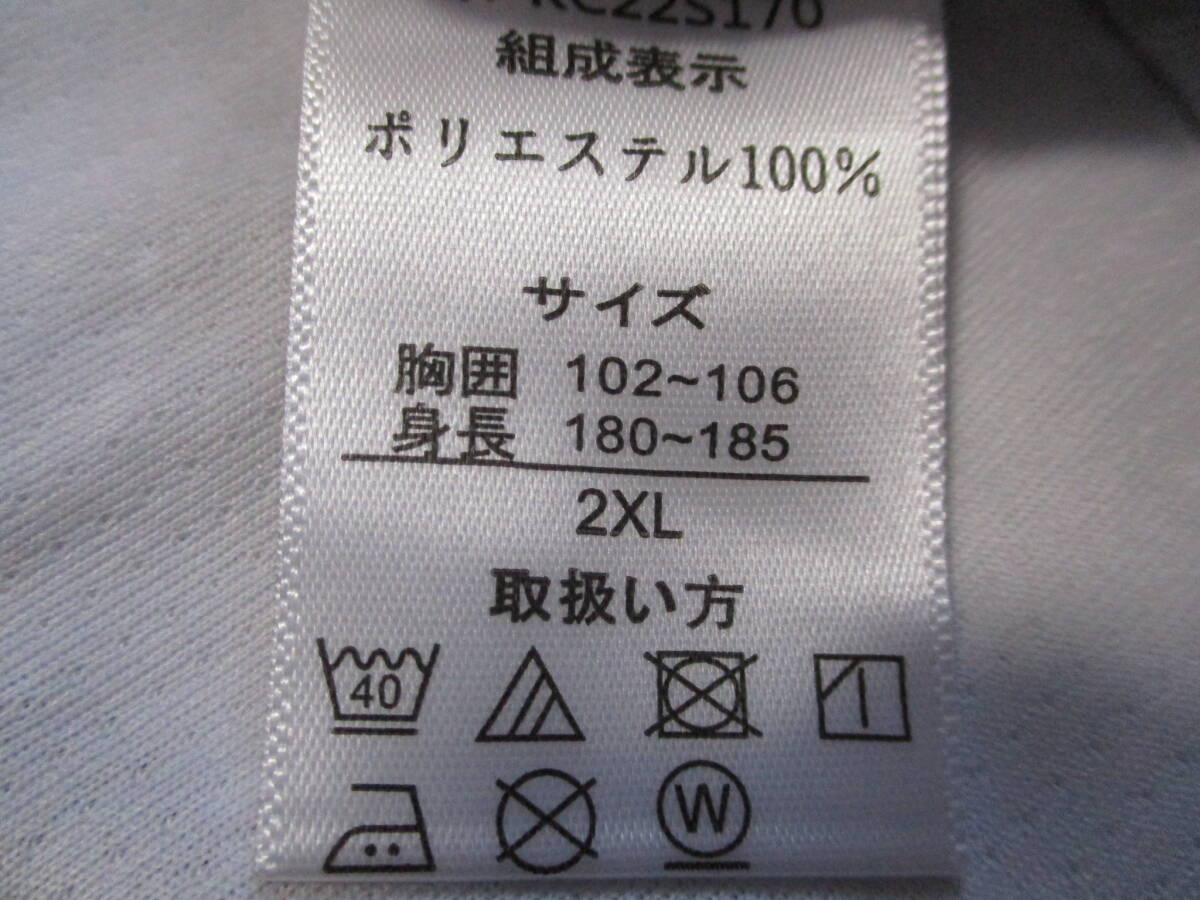 RC22S170
組成表示
ポリエステル100%
サイズ
胸囲 102~106
身長 180~185
2XL
取扱い方
40
W